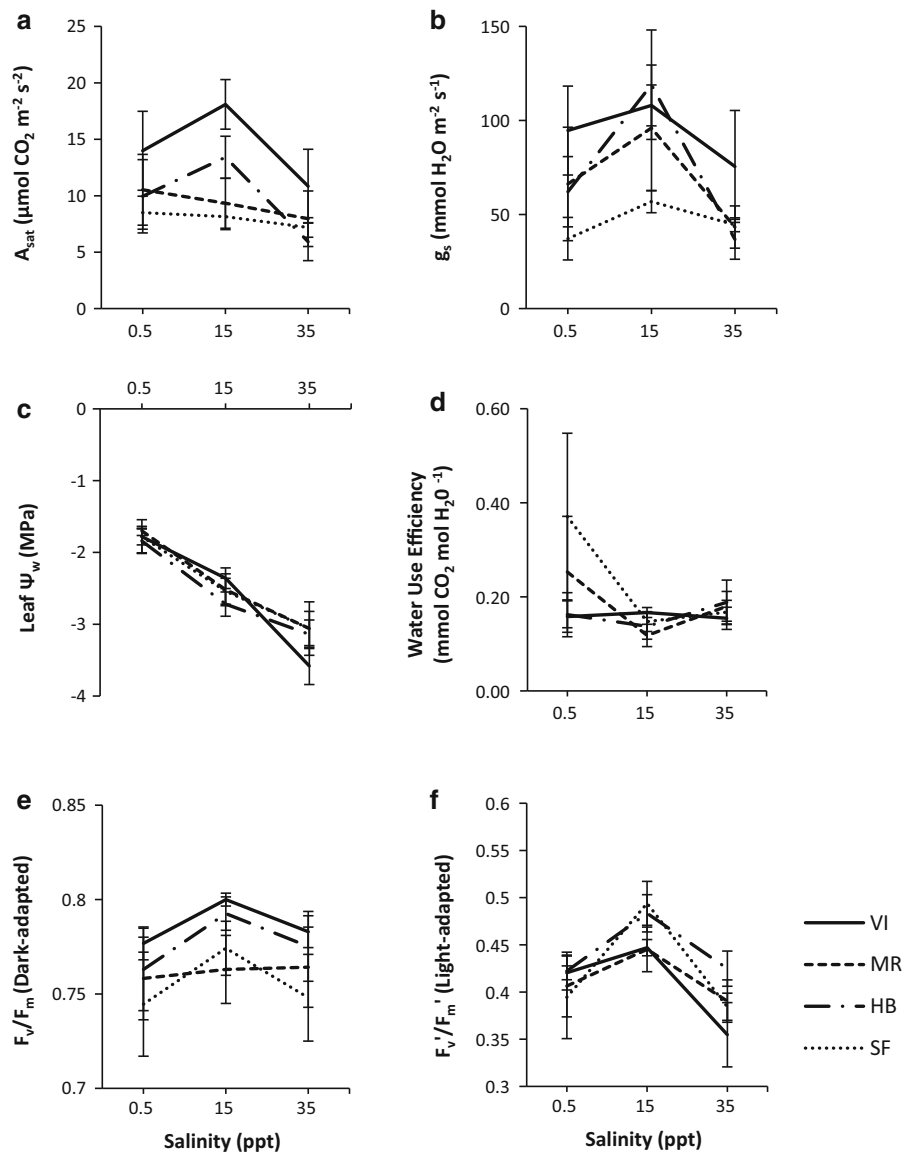 a
A_sat (µmol CO₂ m⁻² s⁻²)
25
20
15
10
5
0
0.5 15 35
b
g_s (mmol H₂O m⁻² s⁻¹)
150
100
50
0
0.5 15 35
c
0.5 15 35
Leaf Ψ_w (MPa)
0
-1
-2
-3
-4
d
Water Use Efficiency
(mmol CO₂ mol H₂0⁻¹)
0.60
0.40
0.20
0.00
0.5 15 35
e
F_v/F_m (Dark-adapted)
0.85
0.8
0.75
0.7
0.5 15 35
Salinity (ppt)
f
F_v'/F_m' (Light-adapted)
0.6
0.55
0.5
0.45
0.4
0.35
0.3
0.5 15 35
Salinity (ppt)
VI
MR
HB
SF